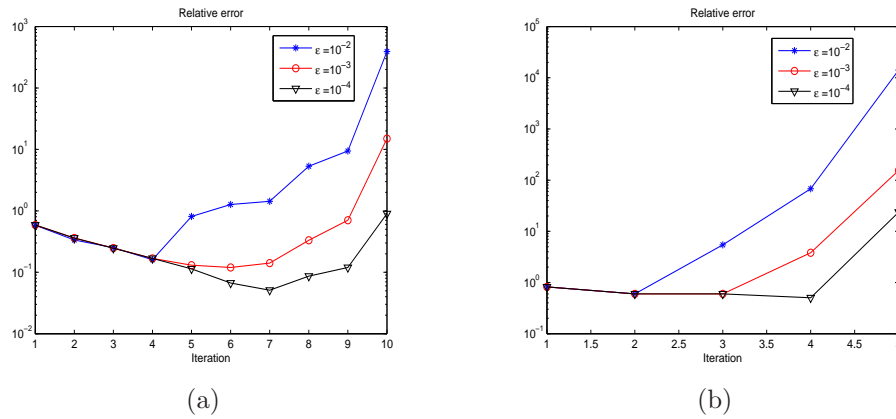 Relative error
10^3
10^2
10^1
10^0
10^-1
10^-2
ε =10^-2
ε =10^-3
ε =10^-4
1 2 3 4 5 6 7 8 9 10
Iteration
(a)
Relative error
10^5
10^4
10^3
10^2
10^1
10^0
10^-1
ε =10^-2
ε =10^-3
ε =10^-4
1 1.5 2 2.5 3 3.5 4 4.5
Iteration
(b)